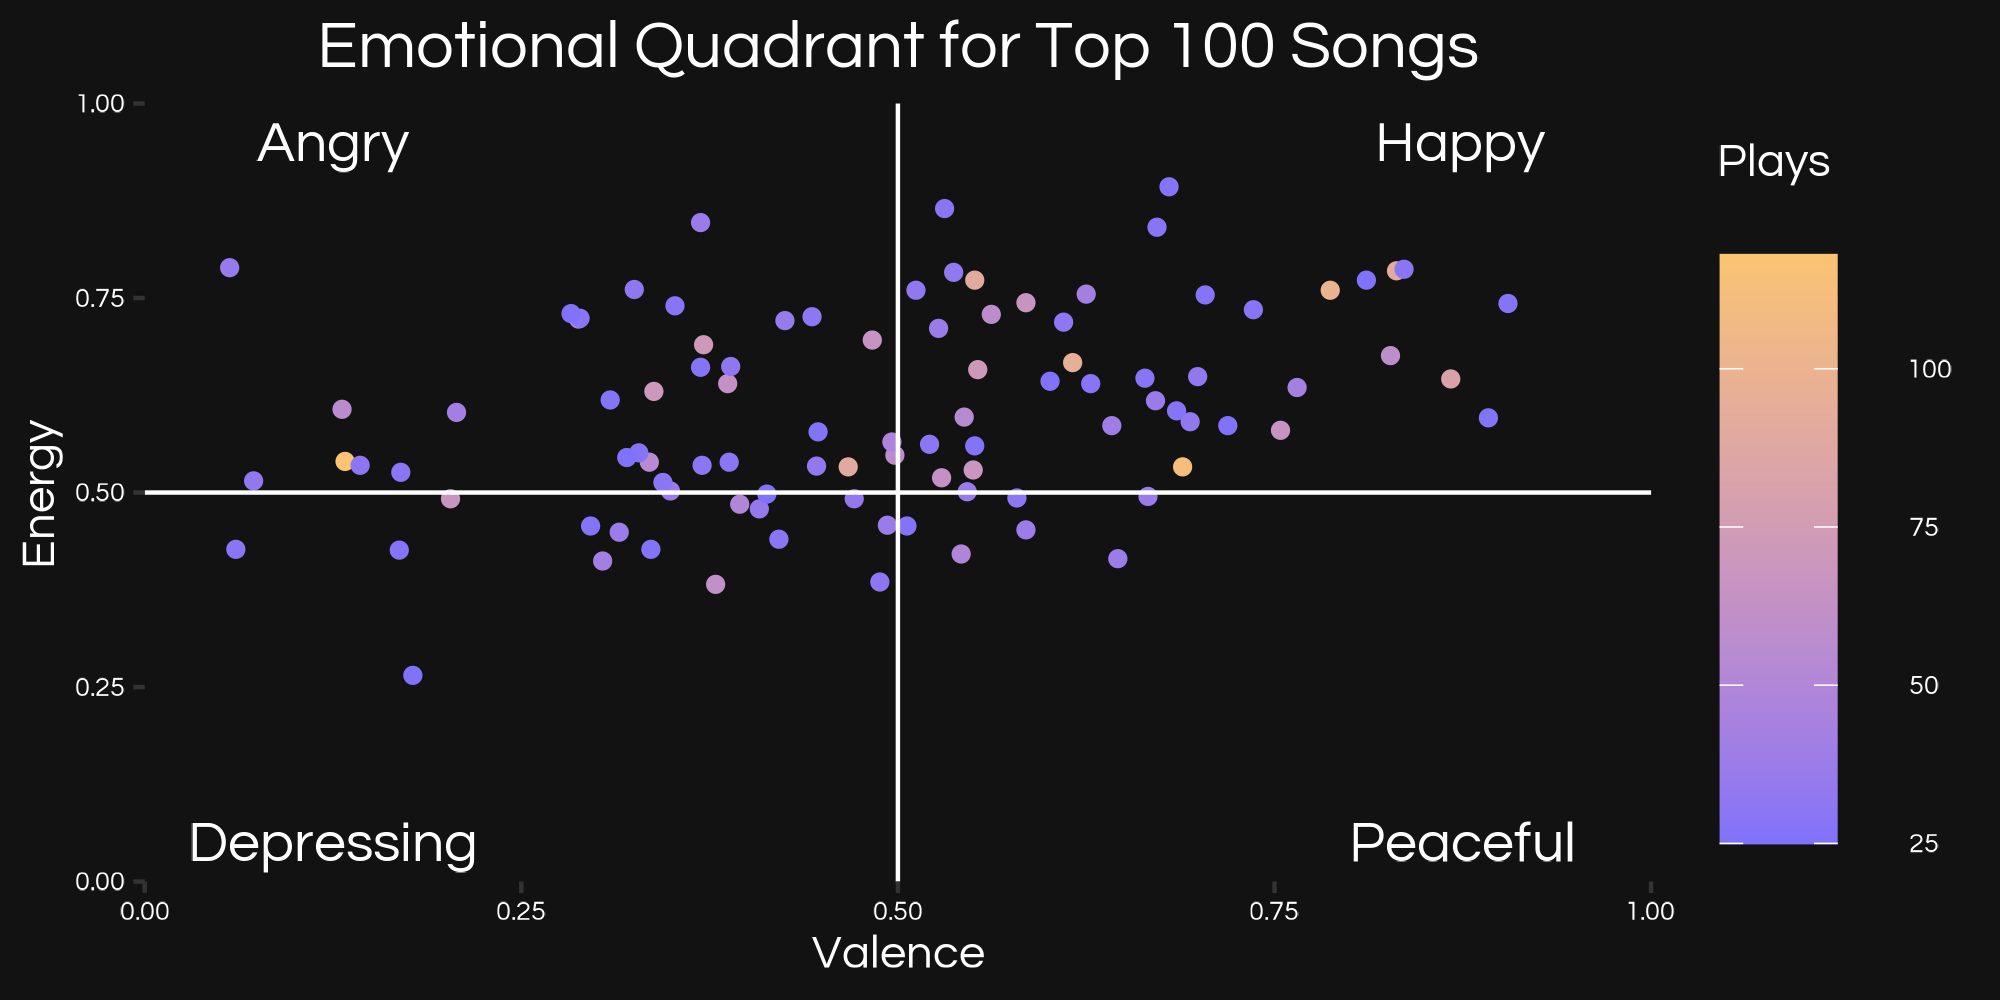 Emotional Quadrant for Top 100 Songs
1.00
Angry
Happy
Plays
0.75
100
0.50
75
Energy
0.25
50
Depressing
Peaceful
25
0.00
0.00 0.25 0.50 0.75 1.00
Valence